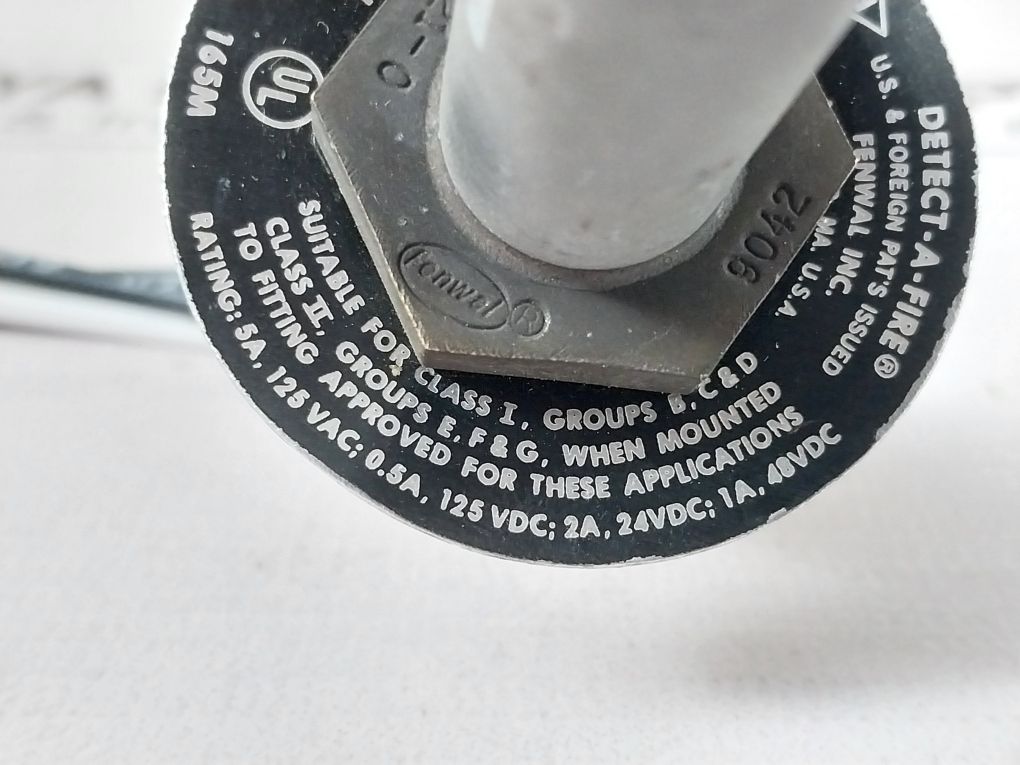 DETECT-A-FIRE®
U.S. & FOREIGN PAT'S ISSUED
FENWAL INC.
MA. U.S.A
165M
UL
SUITABLE FOR CLASS I, GROUPS B, C & D
CLASS II, GROUPS E, F & G, WHEN MOUNTED
TO FITTING APPROVED FOR THESE APPLICATIONS
RATING: 5A, 125 VAC; 0.5A, 125 VDC; 2A, 24VDC; 1A, 48VDC
Fenwal ®
9042